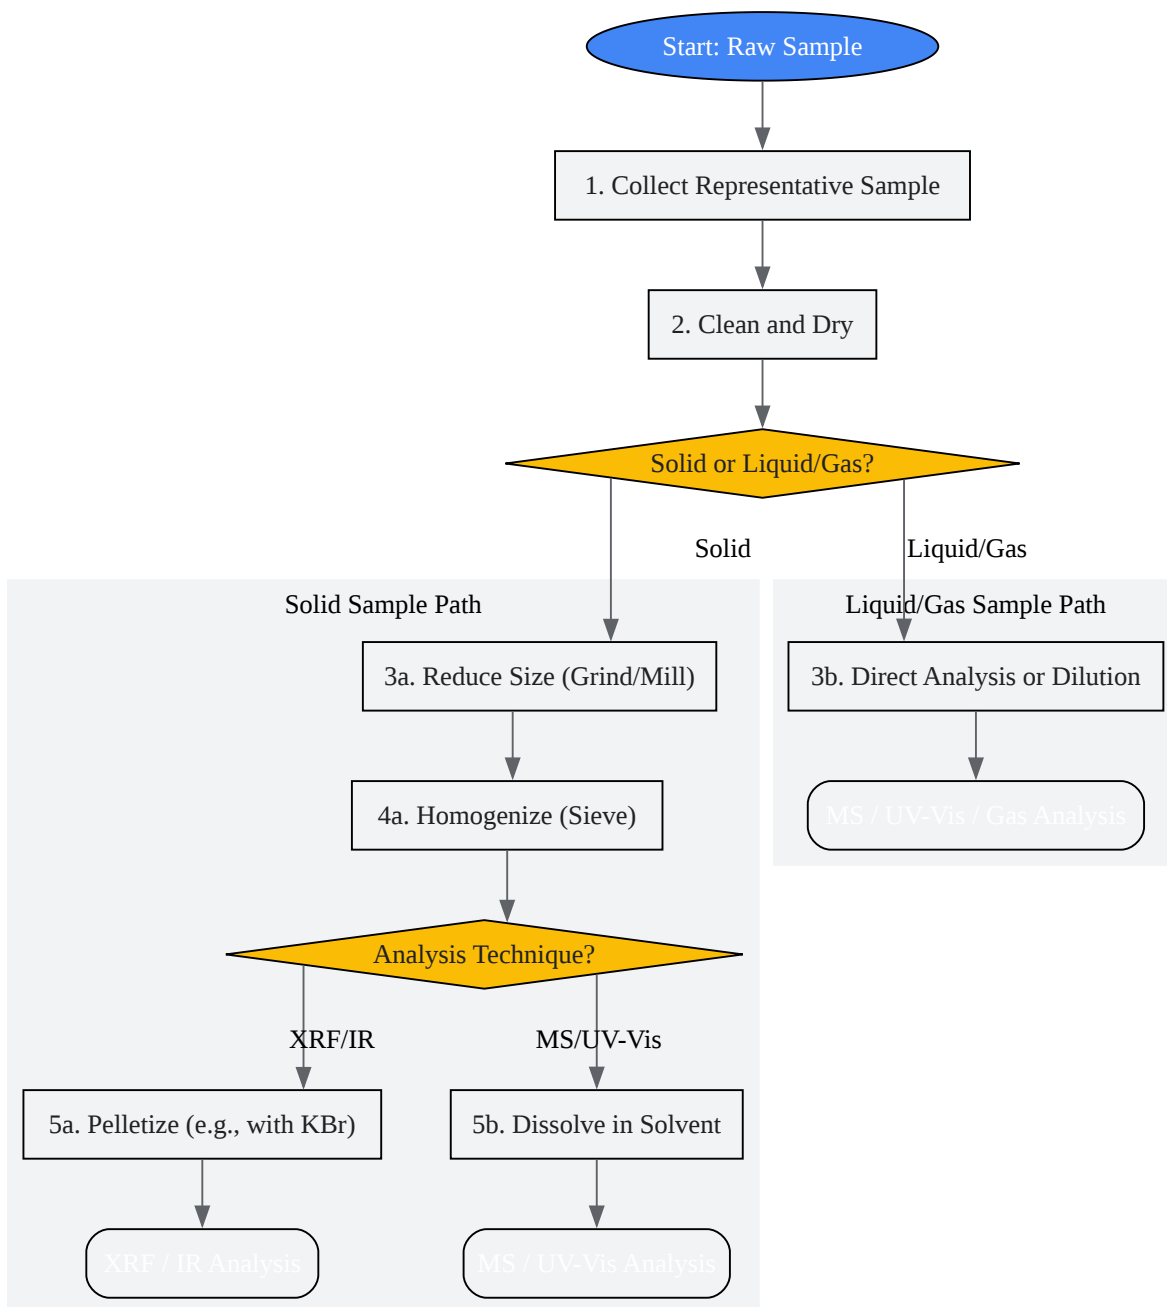 Start: Raw Sample
1. Collect Representative Sample
2. Clean and Dry
Solid or Liquid/Gas?
Solid
Liquid/Gas
Solid Sample Path
Liquid/Gas Sample Path
3a. Reduce Size (Grind/Mill)
3b. Direct Analysis or Dilution
4a. Homogenize (Sieve)
MS / UV-Vis / Gas Analysis
Analysis Technique?
XRF/IR
MS/UV-Vis
5a. Pelletize (e.g., with KBr)
5b. Dissolve in Solvent
XRF / IR Analysis
MS / UV-Vis Analysis